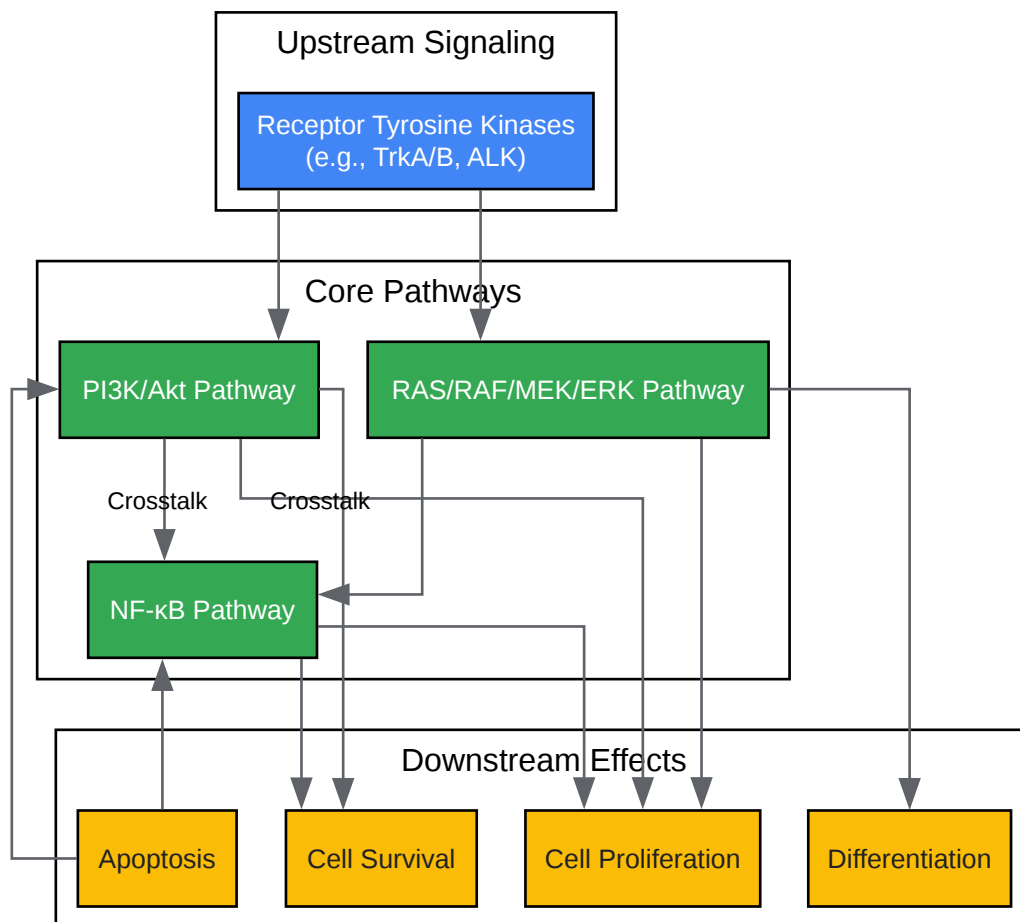 Upstream Signaling
Receptor Tyrosine Kinases
(e.g., TrkA/B, ALK)
Core Pathways
PI3K/Akt Pathway
RAS/RAF/MEK/ERK Pathway
Crosstalk
Crosstalk
NF-κB Pathway
Downstream Effects
Apoptosis
Cell Survival
Cell Proliferation
Differentiation